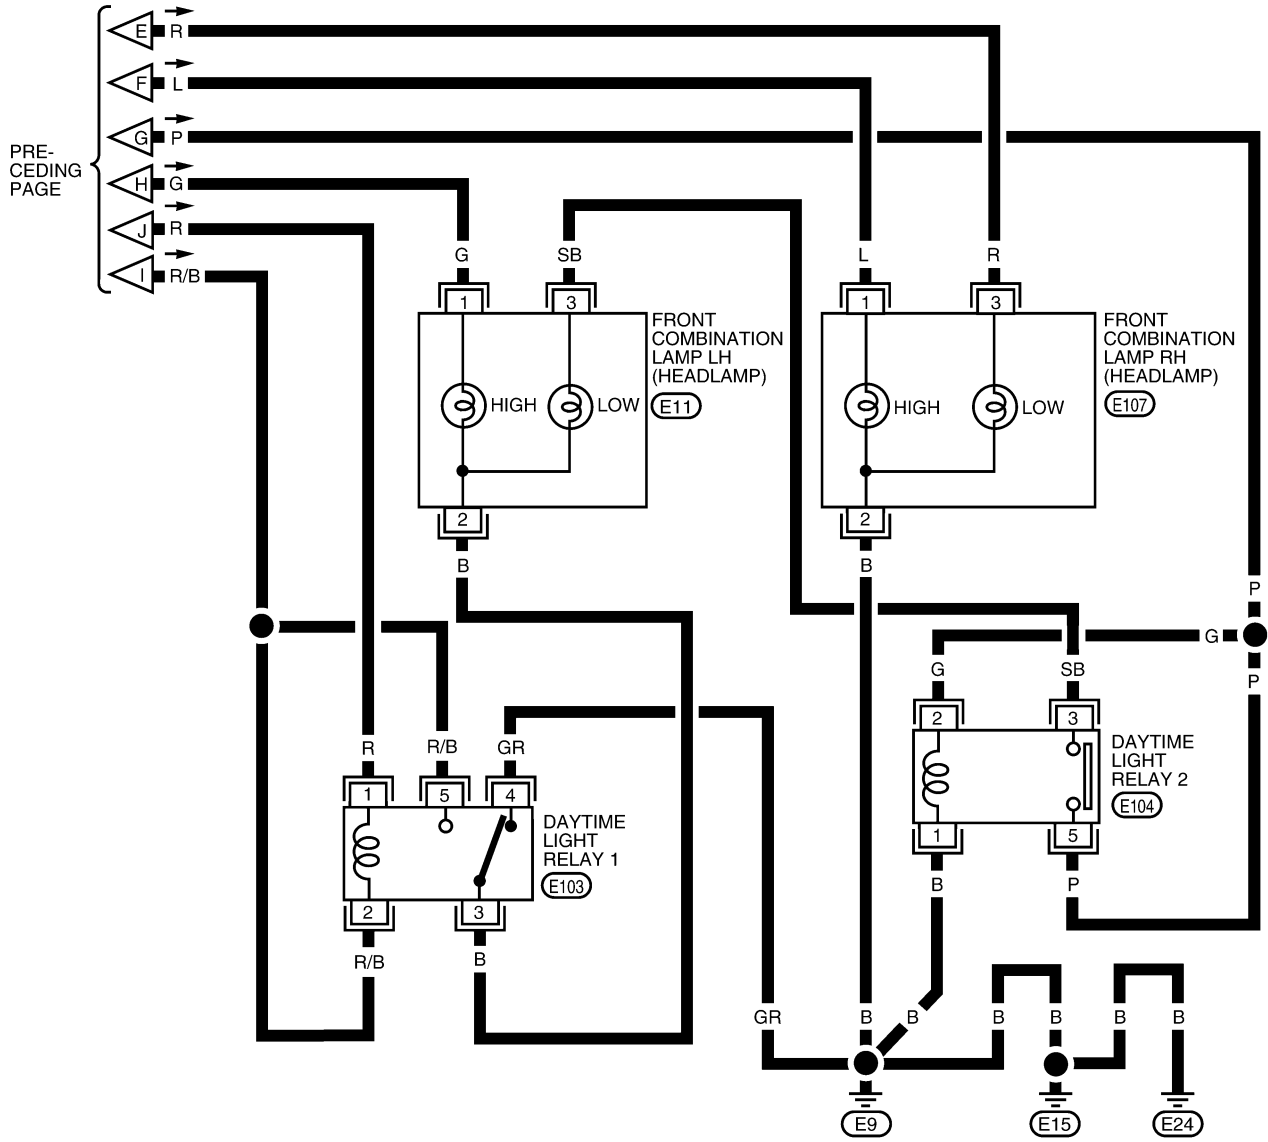 E R
F L
G P
PRE-
CEDING
PAGE
H G
J R
I R/B
G
SB
L
R
1
3
1
3
FRONT
COMBINATION
LAMP LH
(HEADLAMP)
E11
FRONT
COMBINATION
LAMP RH
(HEADLAMP)
E107
HIGH
LOW
HIGH
LOW
2
2
B
B
P
G
P
G
SB
2
3
R
R/B
GR
1
5
4
DAYTIME
LIGHT
RELAY 2
E104
DAYTIME
LIGHT
RELAY 1
E103
1
5
2
3
B
P
R/B
B
GR
B
B
B
B
B
B
E9
E15
E24